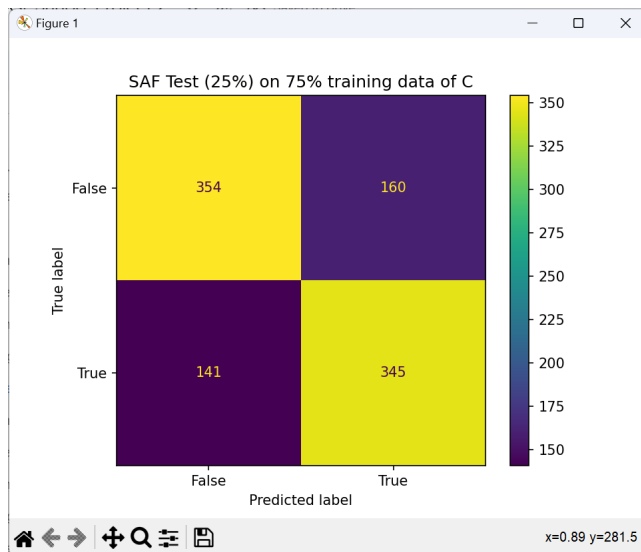 Figure 1
SAF Test (25%) on 75% training data of C
350
False
354
160
325
300
275
True label
250
225
200
True
141
345
175
150
False
True
Predicted label
x=0.89 y=281.5